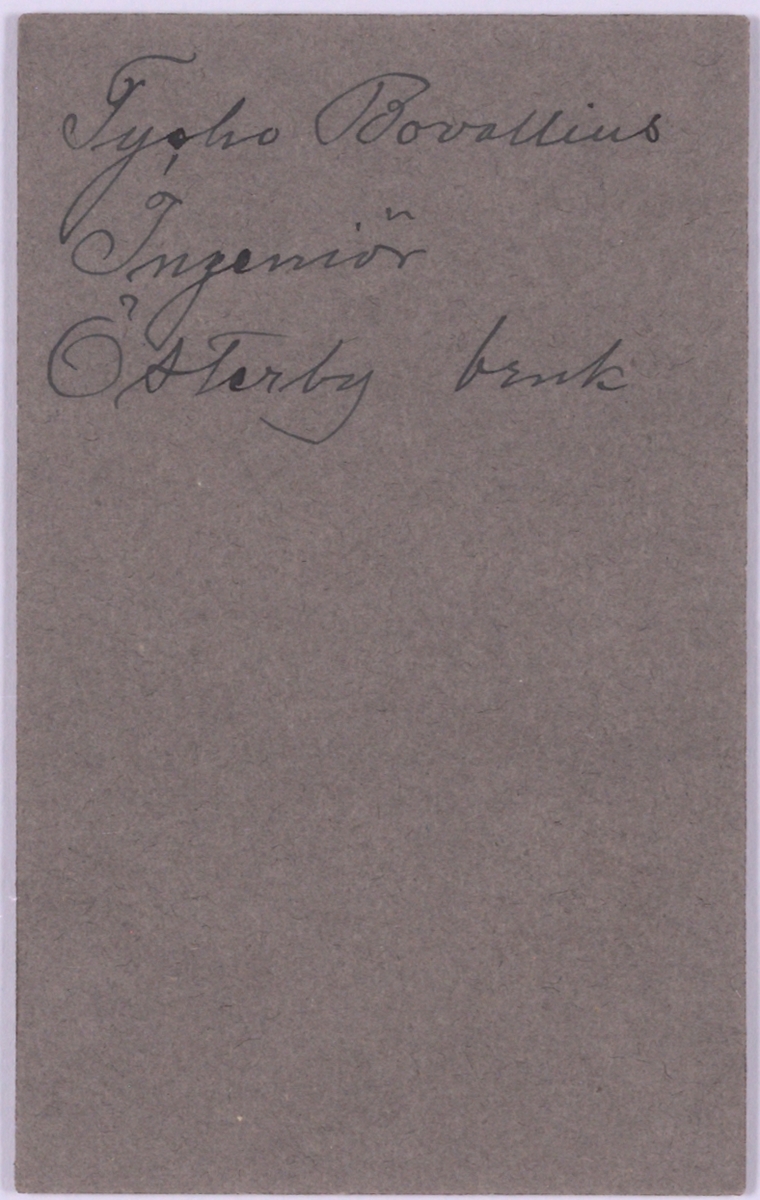 Tycho Bovallius
Ingeniör
Österby bruk